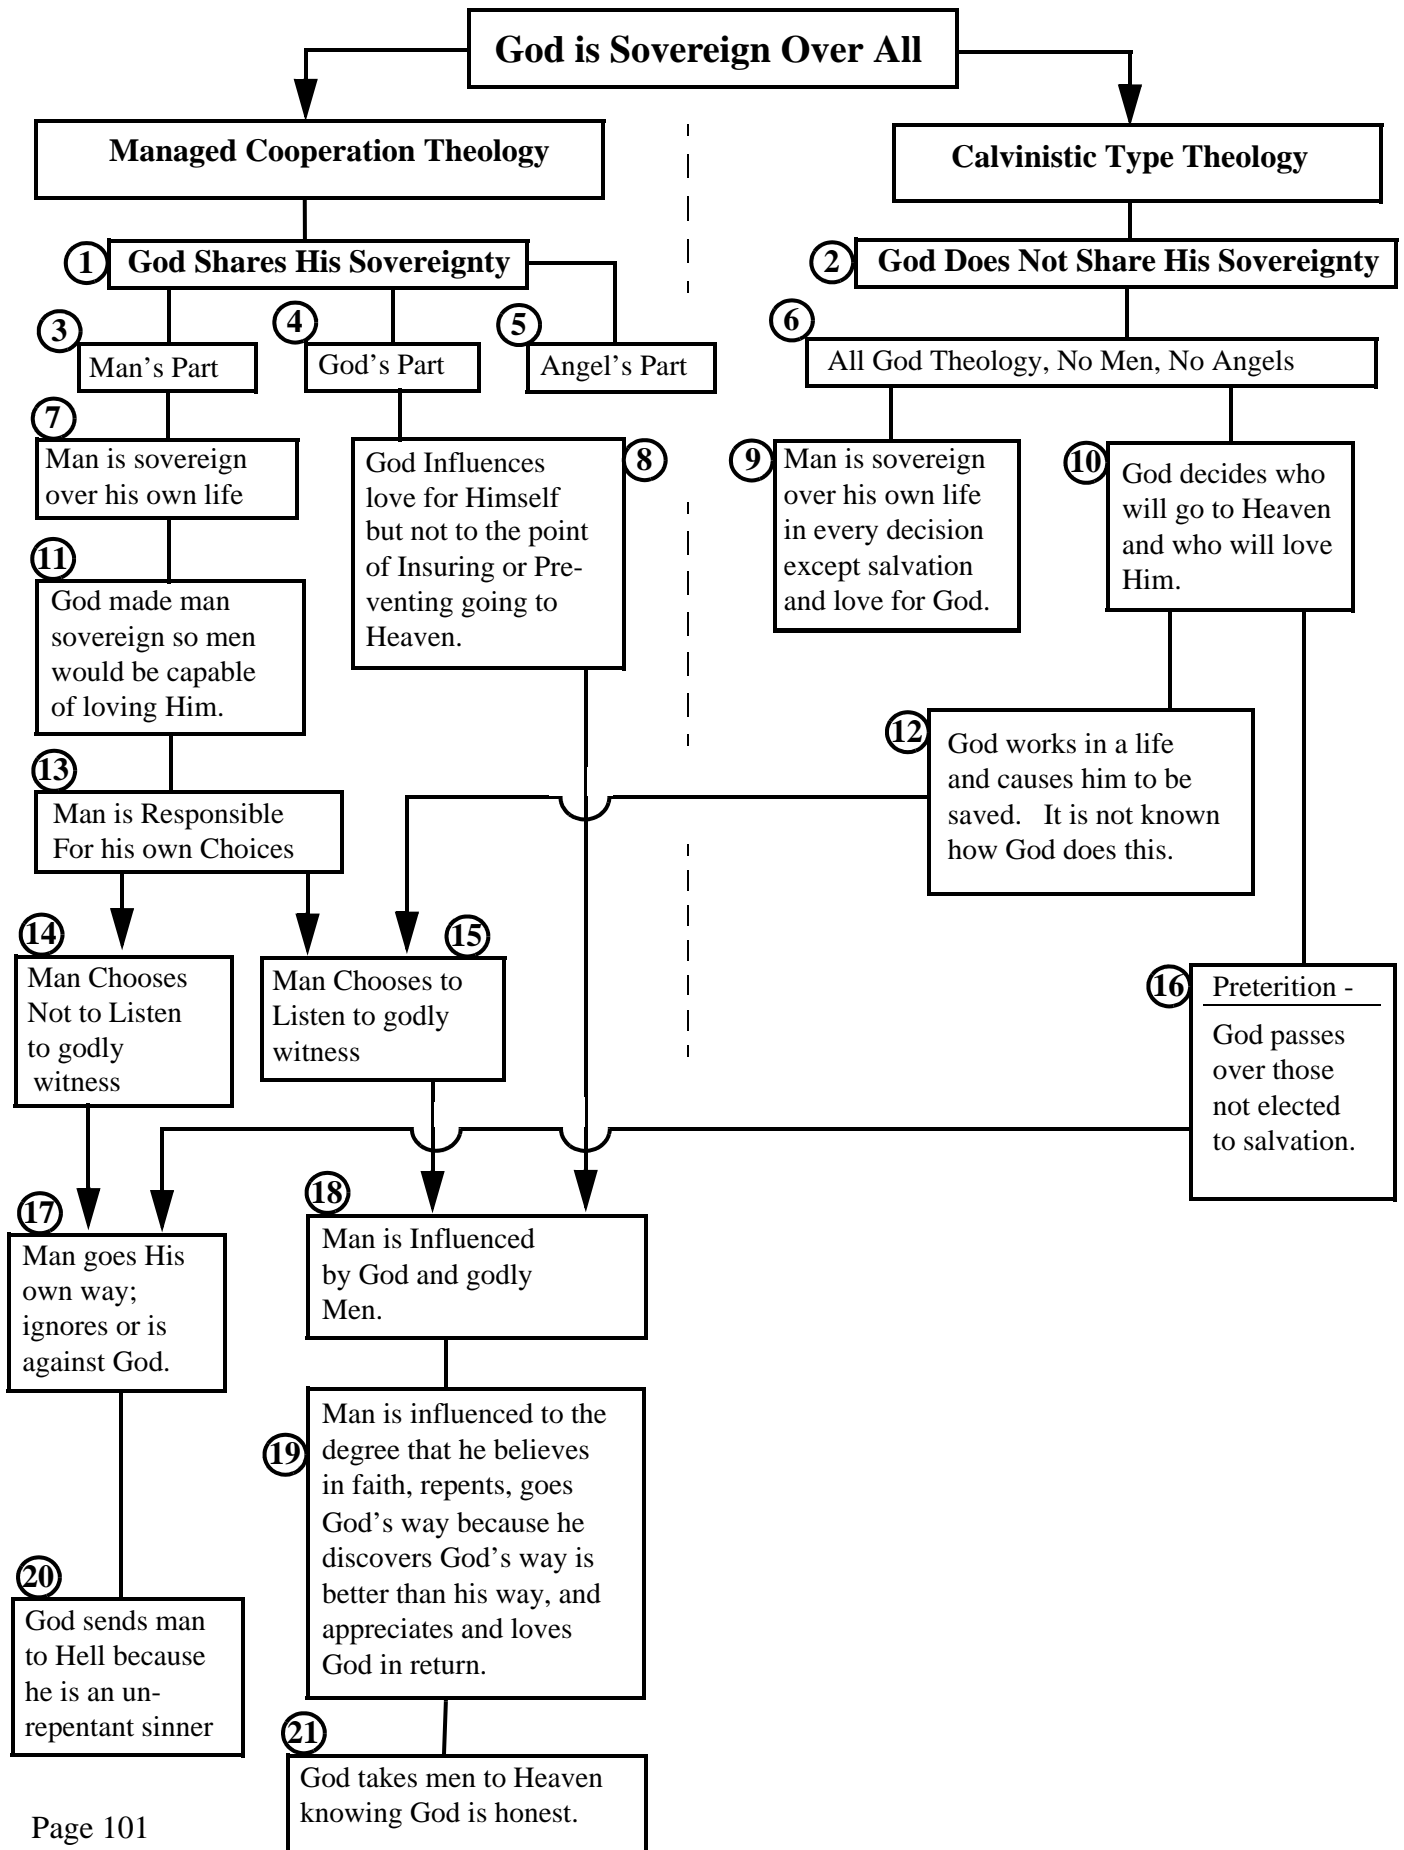 God is Sovereign Over All
Managed Cooperation Theology
Calvinistic Type Theology
1
God Shares His Sovereignty
2
God Does Not Share His Sovereignty
3
Man's Part
4
God's Part
5
Angel's Part
6
All God Theology, No Men, No Angels
7
Man is sovereign
over his own life
8
God Influences
love for Himself
but not to the point
of Insuring or Pre-
venting going to
Heaven.
9
Man is sovereign
over his own life
in every decision
except salvation
and love for God.
10
God decides who
will go to Heaven
and who will love
Him.
11
God made man
sovereign so men
would be capable
of loving Him.
12
God works in a life
and causes him to be
saved.   It is not known
how God does this.
13
Man is Responsible
For his own Choices
14
Man Chooses
Not to Listen
to godly
witness
15
Man Chooses to
Listen to godly
witness
16
Preterition -
God passes
over those
not elected
to salvation.
17
Man goes His
own way;
ignores or is
against God.
18
Man is Influenced
by God and godly
Men.
19
Man is influenced to the
degree that he believes
in faith, repents, goes
God's way because he
discovers God's way is
better than his way, and
appreciates and loves
God in return.
20
God sends man
to Hell because
he is an un-
repentant sinner
21
God takes men to Heaven
knowing God is honest.
Page 101